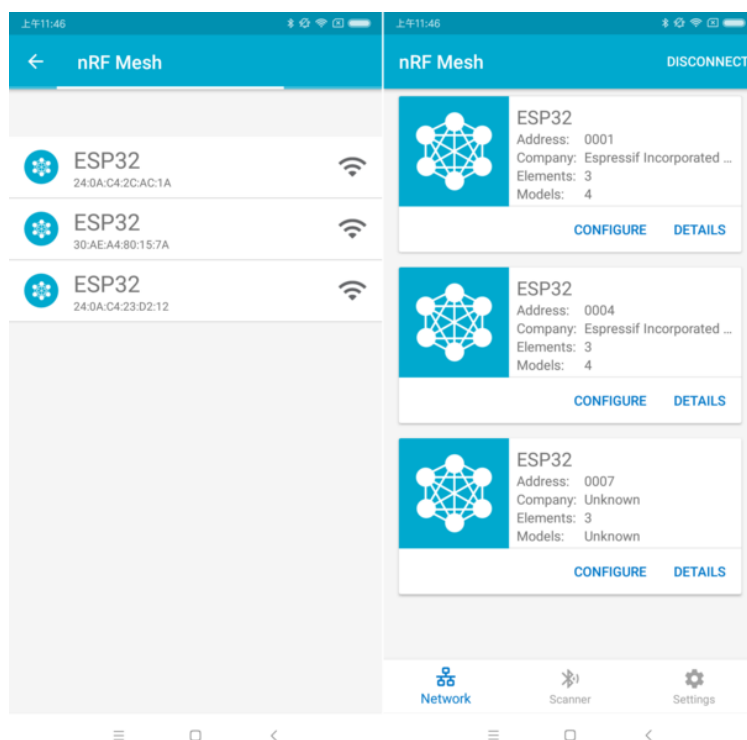 上午11:46
nRF Mesh
ESP32
24:0A:C4:2C:AC:1A
ESP32
30:AE:A4:80:15:7A
ESP32
24:0A:C4:23:D2:12
上午11:46
nRF Mesh
DISCONNECT
ESP32
Address: 0001
Company: Espressif Incorporated ...
Elements: 3
Models: 4
CONFIGURE DETAILS
ESP32
Address: 0004
Company: Espressif Incorporated ...
Elements: 3
Models: 4
CONFIGURE DETAILS
ESP32
Address: 0007
Company: Unknown
Elements: 3
Models: Unknown
CONFIGURE DETAILS
Network Scanner Settings